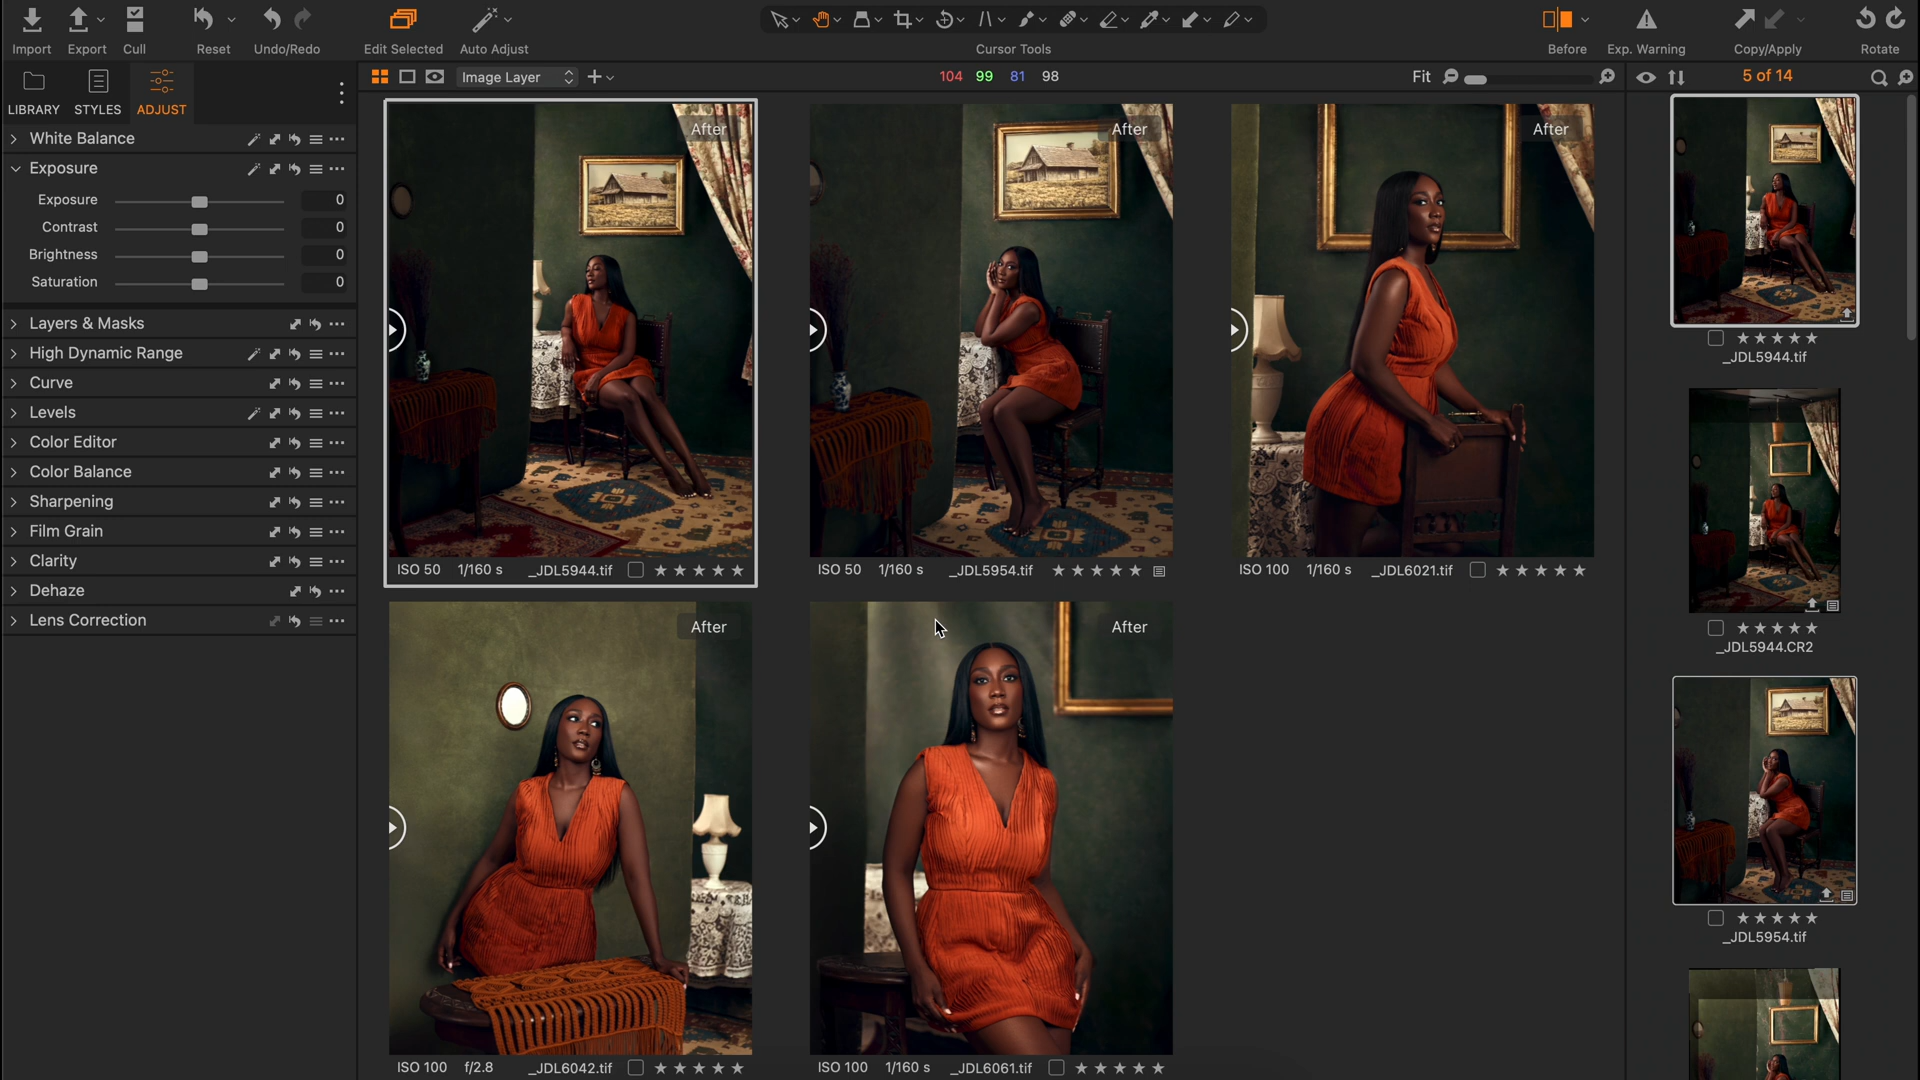 Import Export Cull Reset Undo/Redo Edit Selected Auto Adjust Cursor Tools Before Exp. Warning Copy/Apply Rotate
LIBRARY STYLES ADJUST
Image Layer
104 99 81 98
Fit
5 of 14
White Balance
Exposure
Exposure 0
Contrast 0
Brightness 0
Saturation 0
Layers & Masks
High Dynamic Range
Curve
Levels
Color Editor
Color Balance
Sharpening
Film Grain
Clarity
Dehaze
Lens Correction
After
ISO 50 1/160 s _JDL5944.tif
After
ISO 50 1/160 s _JDL5954.tif
After
ISO 100 1/160 s _JDL6021.tif
After
ISO 100 f/2.8 _JDL6042.tif
After
ISO 100 1/160 s _JDL6061.tif
_JDL5944.tif
_JDL5944.CR2
_JDL5954.tif